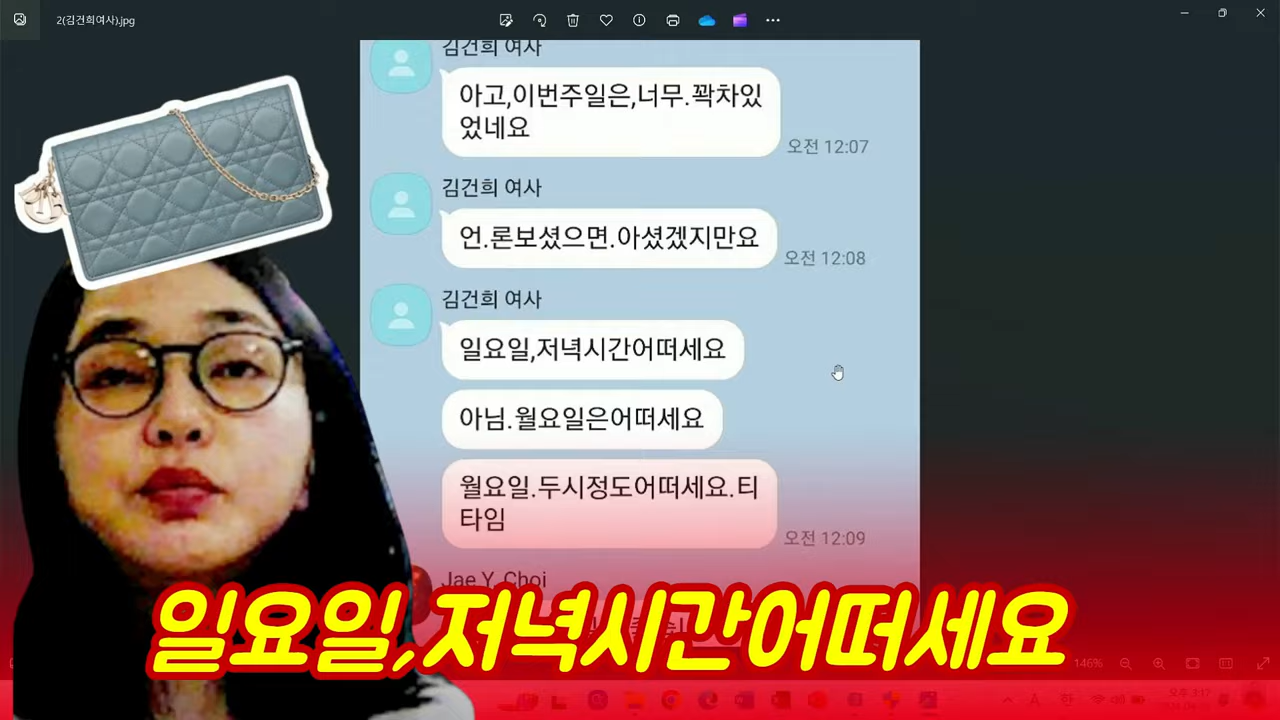 2(김건희여사).jpg
김건희 여사
아고,이번주일은,너무.꽉차있
었네요
오전 12:07
김건희 여사
언.론보셨으면.아셨겠지만요
오전 12:08
김건희 여사
일요일,저녁시간어떠세요
아님.월요일은어떠세요
월요일.두시정도어떠세요.티
타임
오전 12:09
Jae Y. Choi
일요일,저녁시간어떠세요
146%
A 한
오후 3:17